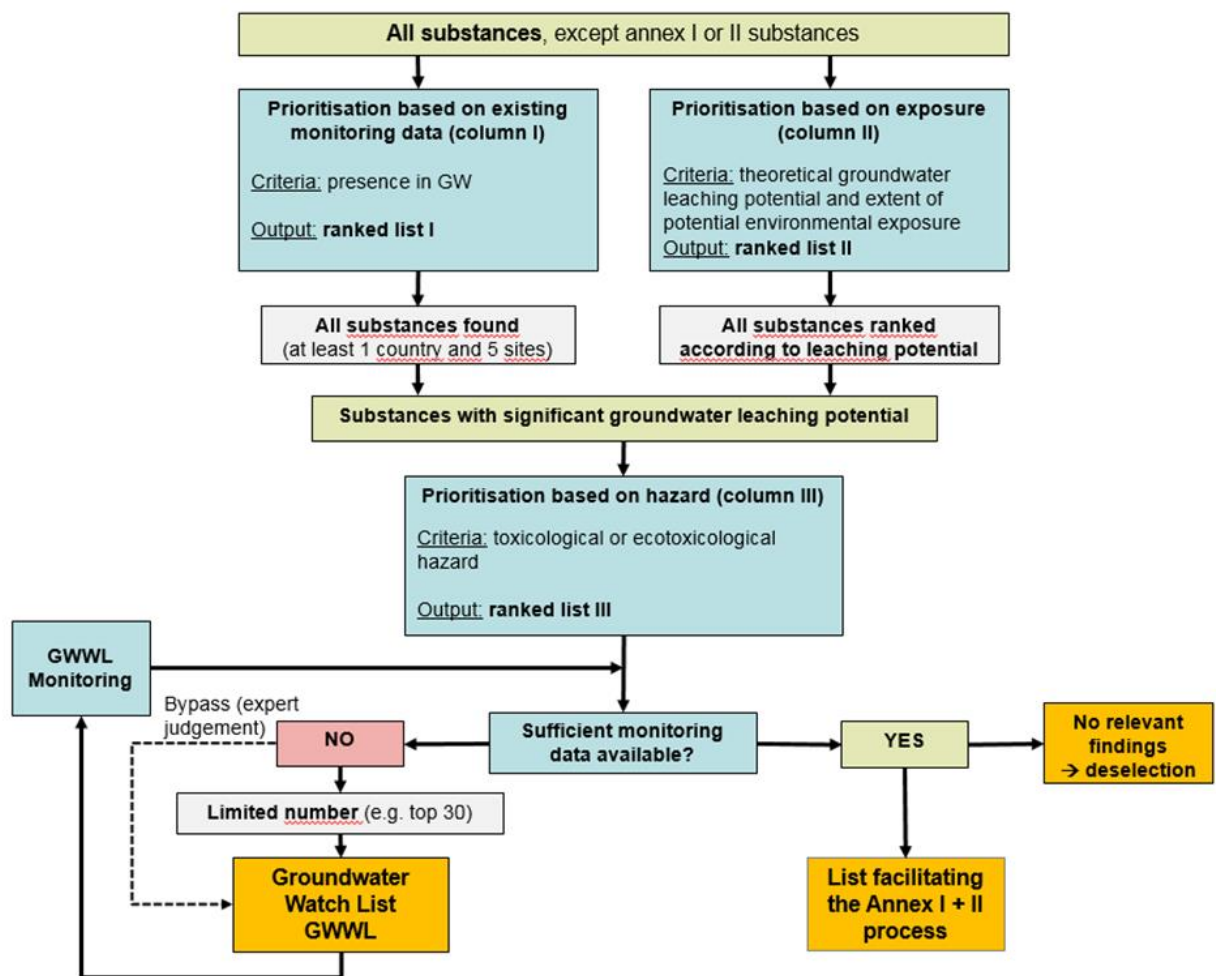 All substances, except annex I or II substances
Prioritisation based on existing
monitoring data (column I)
Criteria: presence in GW
Output: ranked list I
Prioritisation based on exposure
(column II)
Criteria: theoretical groundwater
leaching potential and extent of
potential environmental exposure
Output: ranked list II
All substances found
(at least 1 country and 5 sites)
All substances ranked
according to leaching potential
Substances with significant groundwater leaching potential
Prioritisation based on hazard (column III)
Criteria: toxicological or ecotoxicological
hazard
Output: ranked list III
GWWL
Monitoring
Bypass (expert
judgement)
NO
Sufficient monitoring
data available?
YES
No relevant
findings
→ deselection
Limited number (e.g. top 30)
Groundwater
Watch List
GWWL
List facilitating
the Annex I + II
process